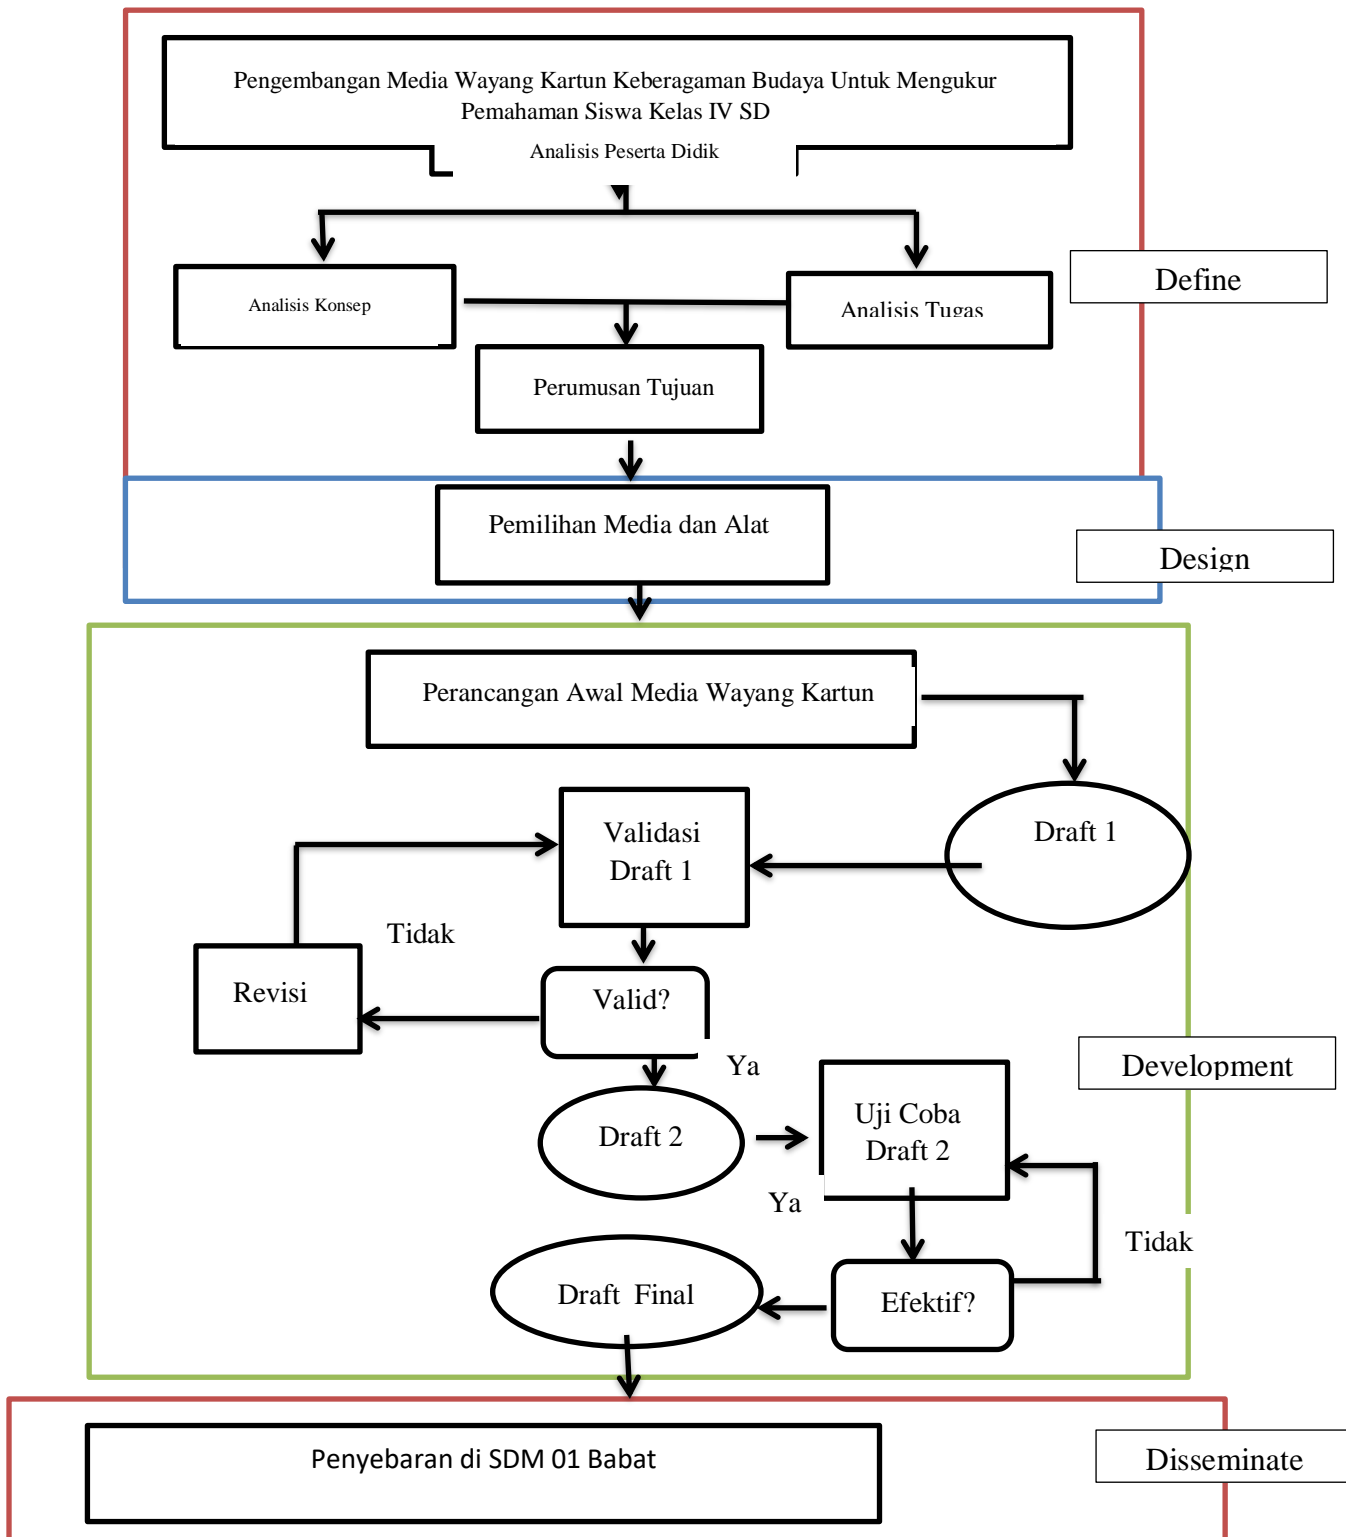 Pengembangan Media Wayang Kartun Keberagaman Budaya Untuk Mengukur
Pemahaman Siswa Kelas IV SD
Analisis Peserta Didik
Define
Analisis Konsep
Analisis Tugas
Perumusan Tujuan
Pemilihan Media dan Alat
Design
Perancangan Awal Media Wayang Kartun
Draft 1
Validasi
Draft 1
Tidak
Revisi
Valid?
Ya
Development
Draft 2
Uji Coba
Draft 2
Ya
Tidak
Draft Final
Efektif?
Penyebaran di SDM 01 Babat
Disseminate